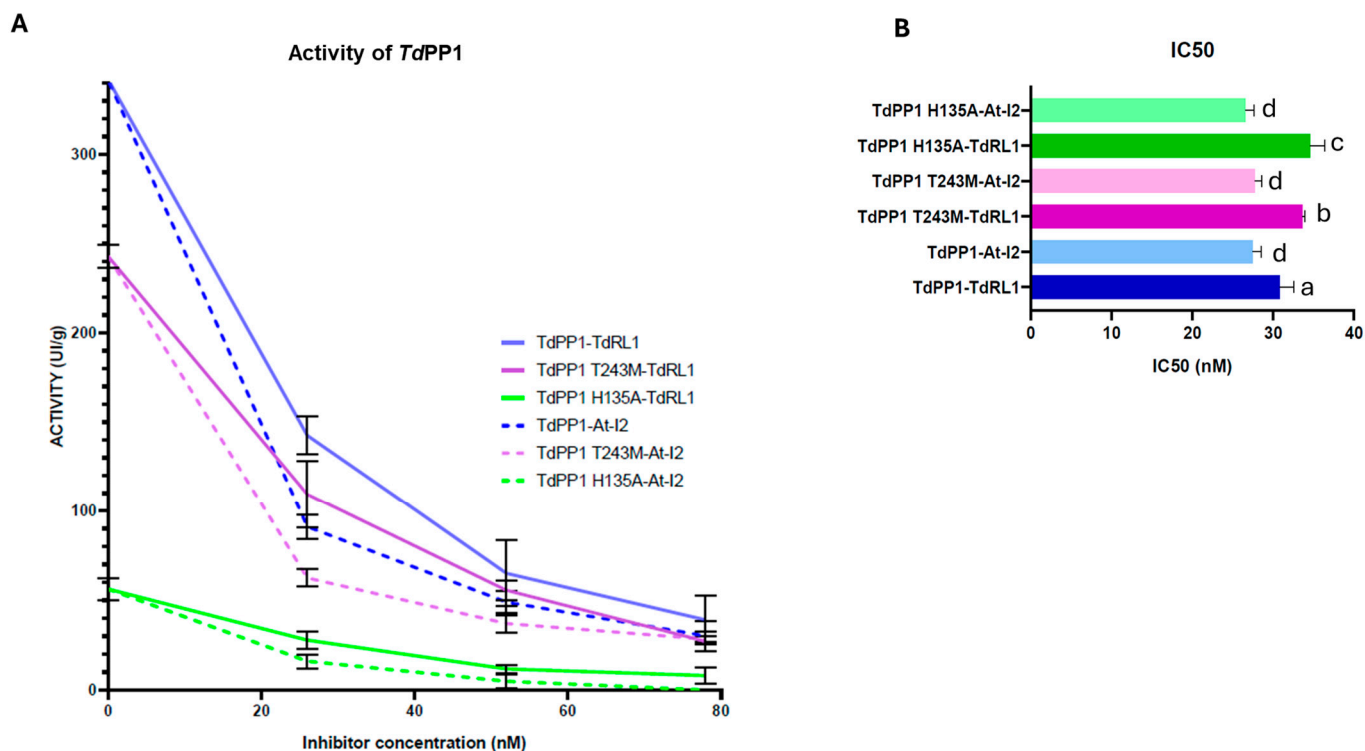 A
Activity of TdPP1
300
200
100
0
ACTIVITY (UI/g)
0 20 40 60 80
Inhibitor concentration (nM)
TdPP1-TdRL1
TdPP1 T243M-TdRL1
TdPP1 H135A-TdRL1
TdPP1-At-I2
TdPP1 T243M-At-I2
TdPP1 H135A-At-I2
B
IC50
TdPP1 H135A-At-I2 d
TdPP1 H135A-TdRL1 c
TdPP1 T243M-At-I2 d
TdPP1 T243M-TdRL1 b
TdPP1-At-I2 d
TdPP1-TdRL1 a
0 10 20 30 40
IC50 (nM)